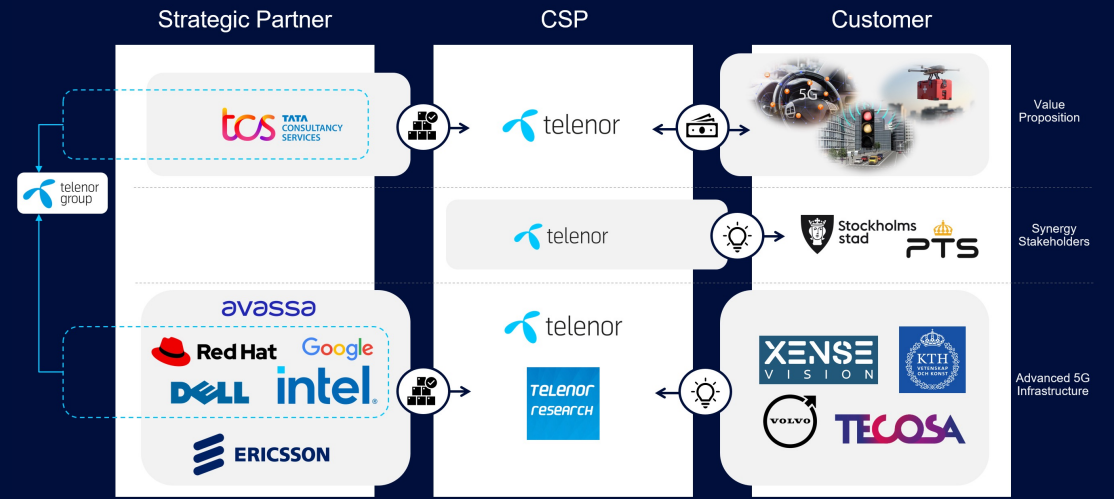 Strategic Partner
CSP
Customer
tcs
TATA
CONSULTANCY
SERVICES
telenor
5G
Value
Proposition
telenor
group
telenor
Stockholms
stad
PTS
Synergy
Stakeholders
avassa
Red Hat
Google
DELL
intel.
ERICSSON
telenor
TELENOR
RESEARCH
XENSE
VISION
KTH
VETENSKAP
OCH KONST
VOLVO
TECOSA
Advanced 5G
Infrastructure